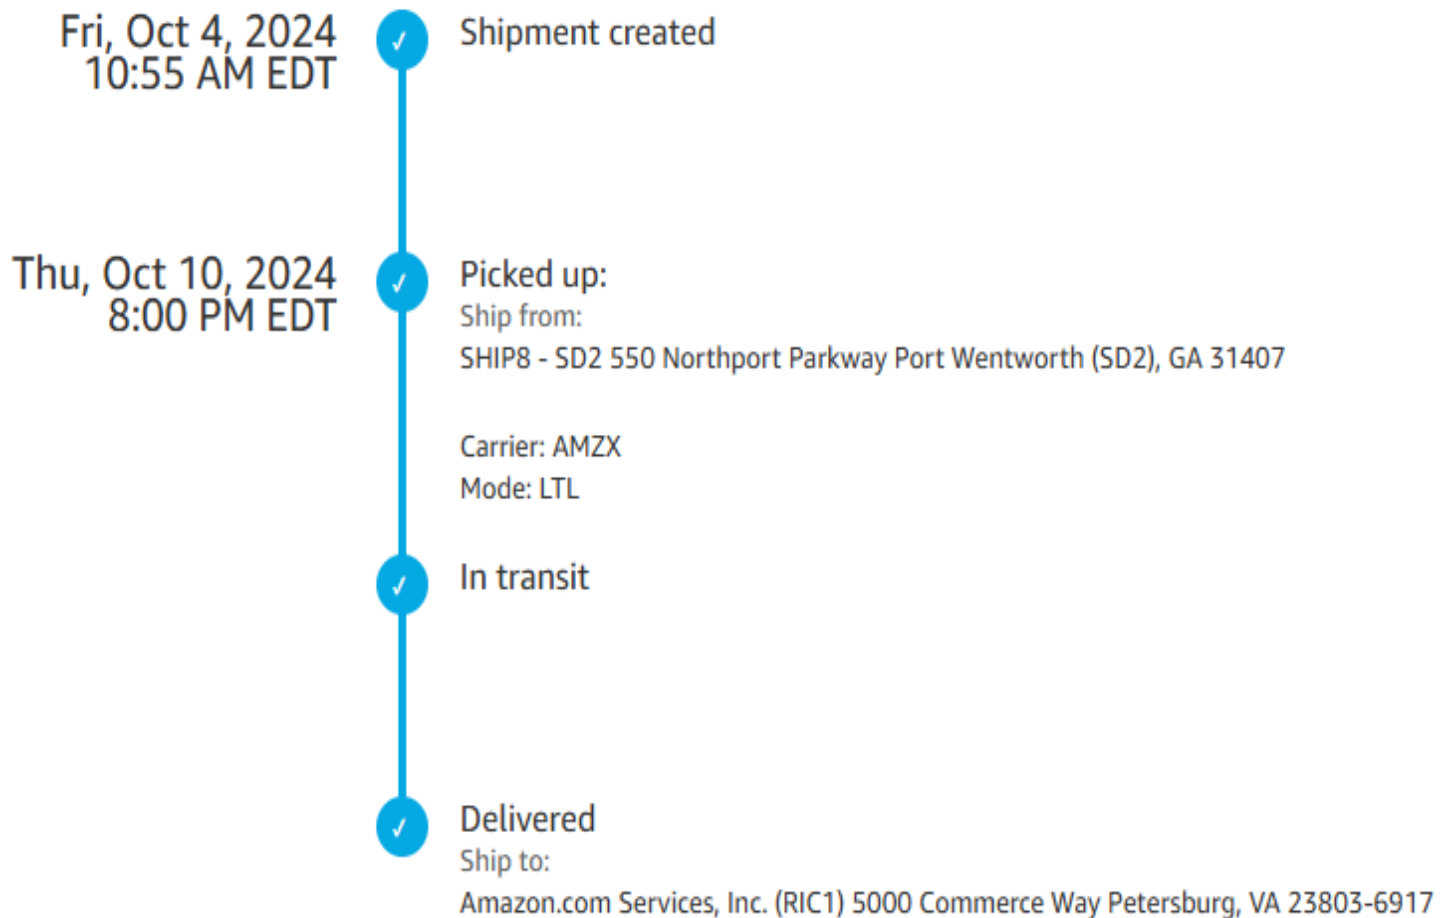 Fri, Oct 4, 2024
10:55 AM EDT
Shipment created
Thu, Oct 10, 2024
8:00 PM EDT
Picked up:
Ship from:
SHIP8 - SD2 550 Northport Parkway Port Wentworth (SD2), GA 31407
Carrier: AMZX
Mode: LTL
In transit
Delivered
Ship to:
Amazon.com Services, Inc. (RIC1) 5000 Commerce Way Petersburg, VA 23803-6917